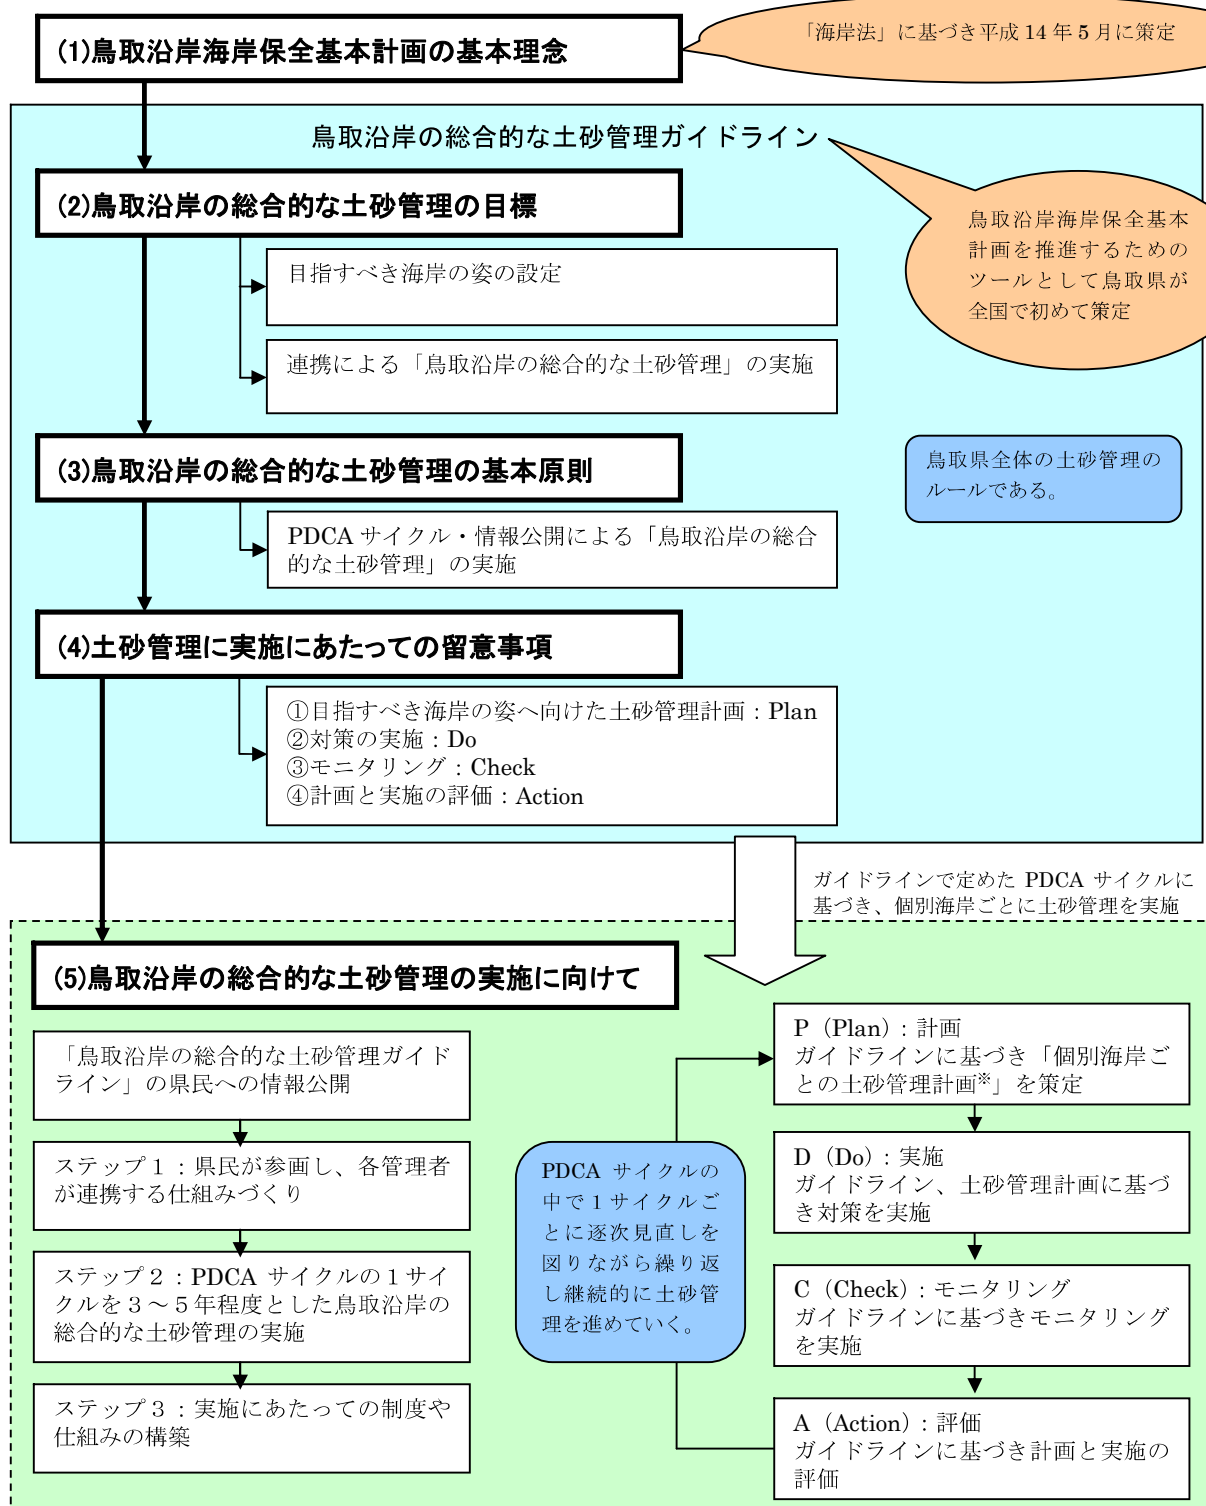 (1)鳥取沿岸海岸保全基本計画の基本理念
「海岸法」に基づき平成 14 年 5 月に策定
鳥取沿岸の総合的な土砂管理ガイドライン
(2)鳥取沿岸の総合的な土砂管理の目標
鳥取沿岸海岸保全基本
計画を推進するための
ツールとして鳥取県が
全国で初めて策定
目指すべき海岸の姿の設定
連携による「鳥取沿岸の総合的な土砂管理」の実施
(3)鳥取沿岸の総合的な土砂管理の基本原則
鳥取県全体の土砂管理の
ルールである。
PDCA サイクル・情報公開による「鳥取沿岸の総合
的な土砂管理」の実施
(4)土砂管理に実施にあたっての留意事項
①目指すべき海岸の姿へ向けた土砂管理計画：Plan
②対策の実施：Do
③モニタリング：Check
④計画と実施の評価：Action
ガイドラインで定めた PDCA サイクルに
基づき、個別海岸ごとに土砂管理を実施
(5)鳥取沿岸の総合的な土砂管理の実施に向けて
「鳥取沿岸の総合的な土砂管理ガイド
ライン」の県民への情報公開
ステップ１：県民が参画し、各管理者
が連携する仕組みづくり
ステップ２：PDCA サイクルの１サイ
クルを３～５年程度とした鳥取沿岸の
総合的な土砂管理の実施
ステップ３：実施にあたっての制度や
仕組みの構築
PDCA サイクルの
中で１サイクルご
とに逐次見直しを
図りながら繰り返
し継続的に土砂管
理を進めていく。
P（Plan）：計画
ガイドラインに基づき「個別海岸ご
との土砂管理計画※」を策定
D（Do）：実施
ガイドライン、土砂管理計画に基づ
き対策を実施
C（Check）：モニタリング
ガイドラインに基づきモニタリング
を実施
A（Action）：評価
ガイドラインに基づき計画と実施の
評価